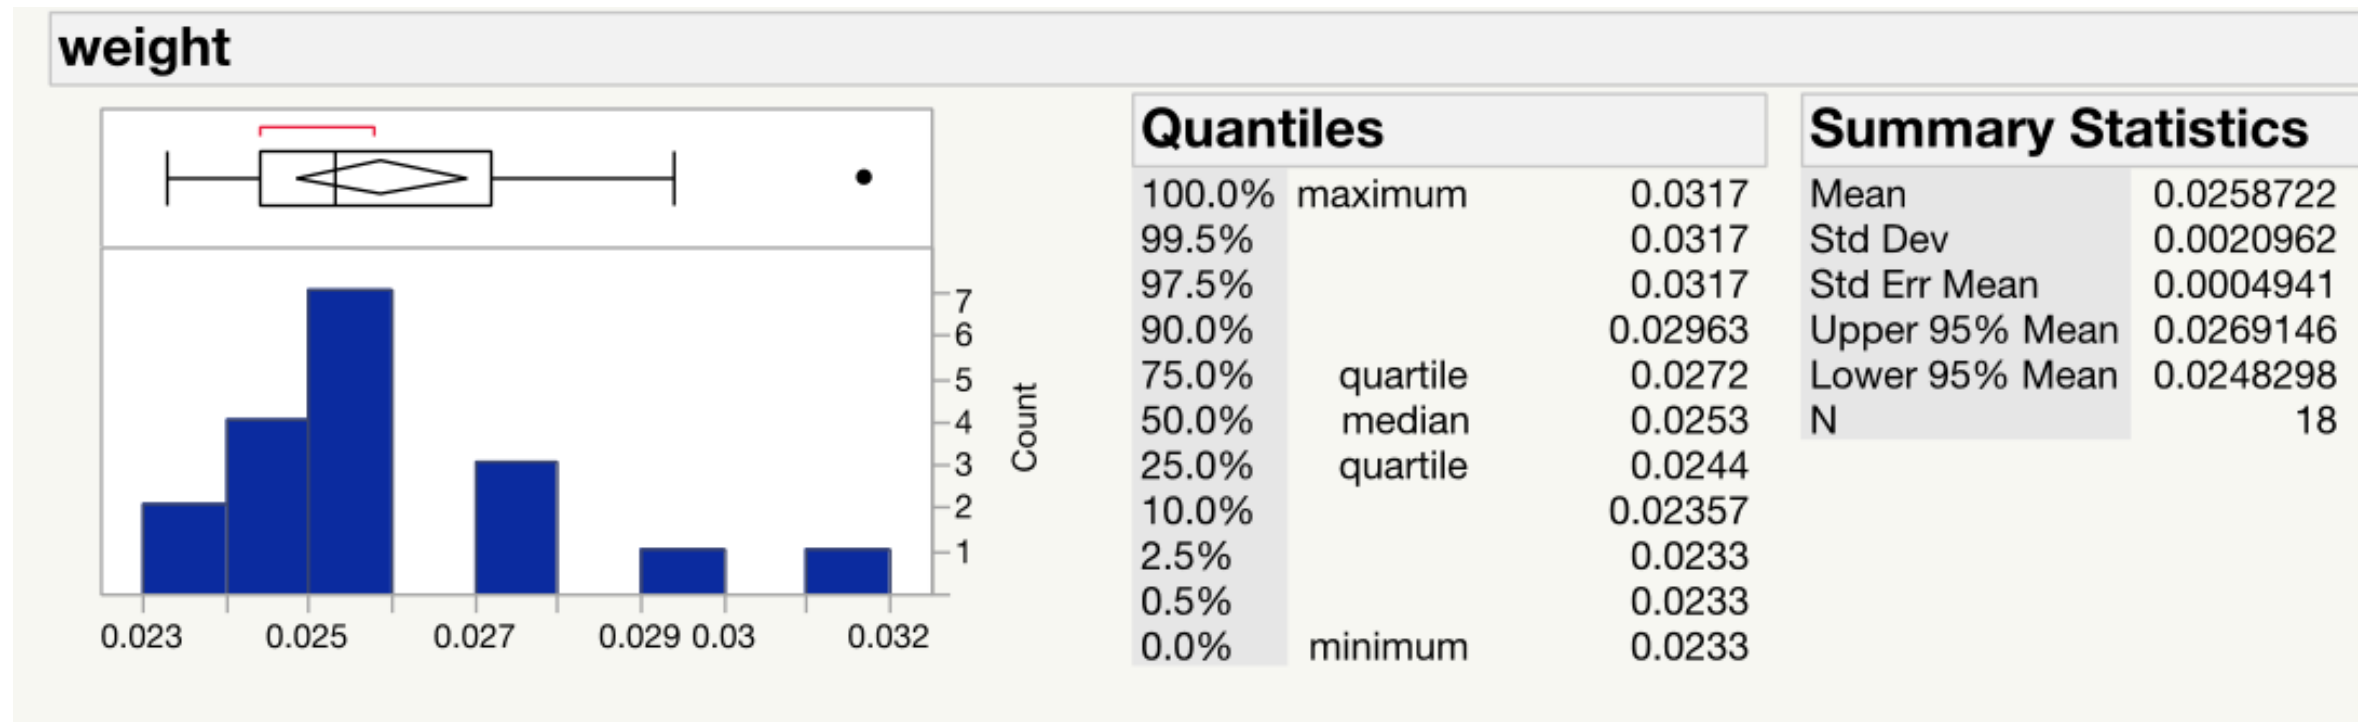 weight
7
6
5
4
3
2
1
Count
0.023 0.025 0.027 0.029 0.03 0.032
Quantiles
100.0% maximum 0.0317
99.5% 0.0317
97.5% 0.0317
90.0% 0.02963
75.0% quartile 0.0272
50.0% median 0.0253
25.0% quartile 0.0244
10.0% 0.02357
2.5% 0.0233
0.5% 0.0233
0.0% minimum 0.0233
Summary Statistics
Mean 0.0258722
Std Dev 0.0020962
Std Err Mean 0.0004941
Upper 95% Mean 0.0269146
Lower 95% Mean 0.0248298
N 18